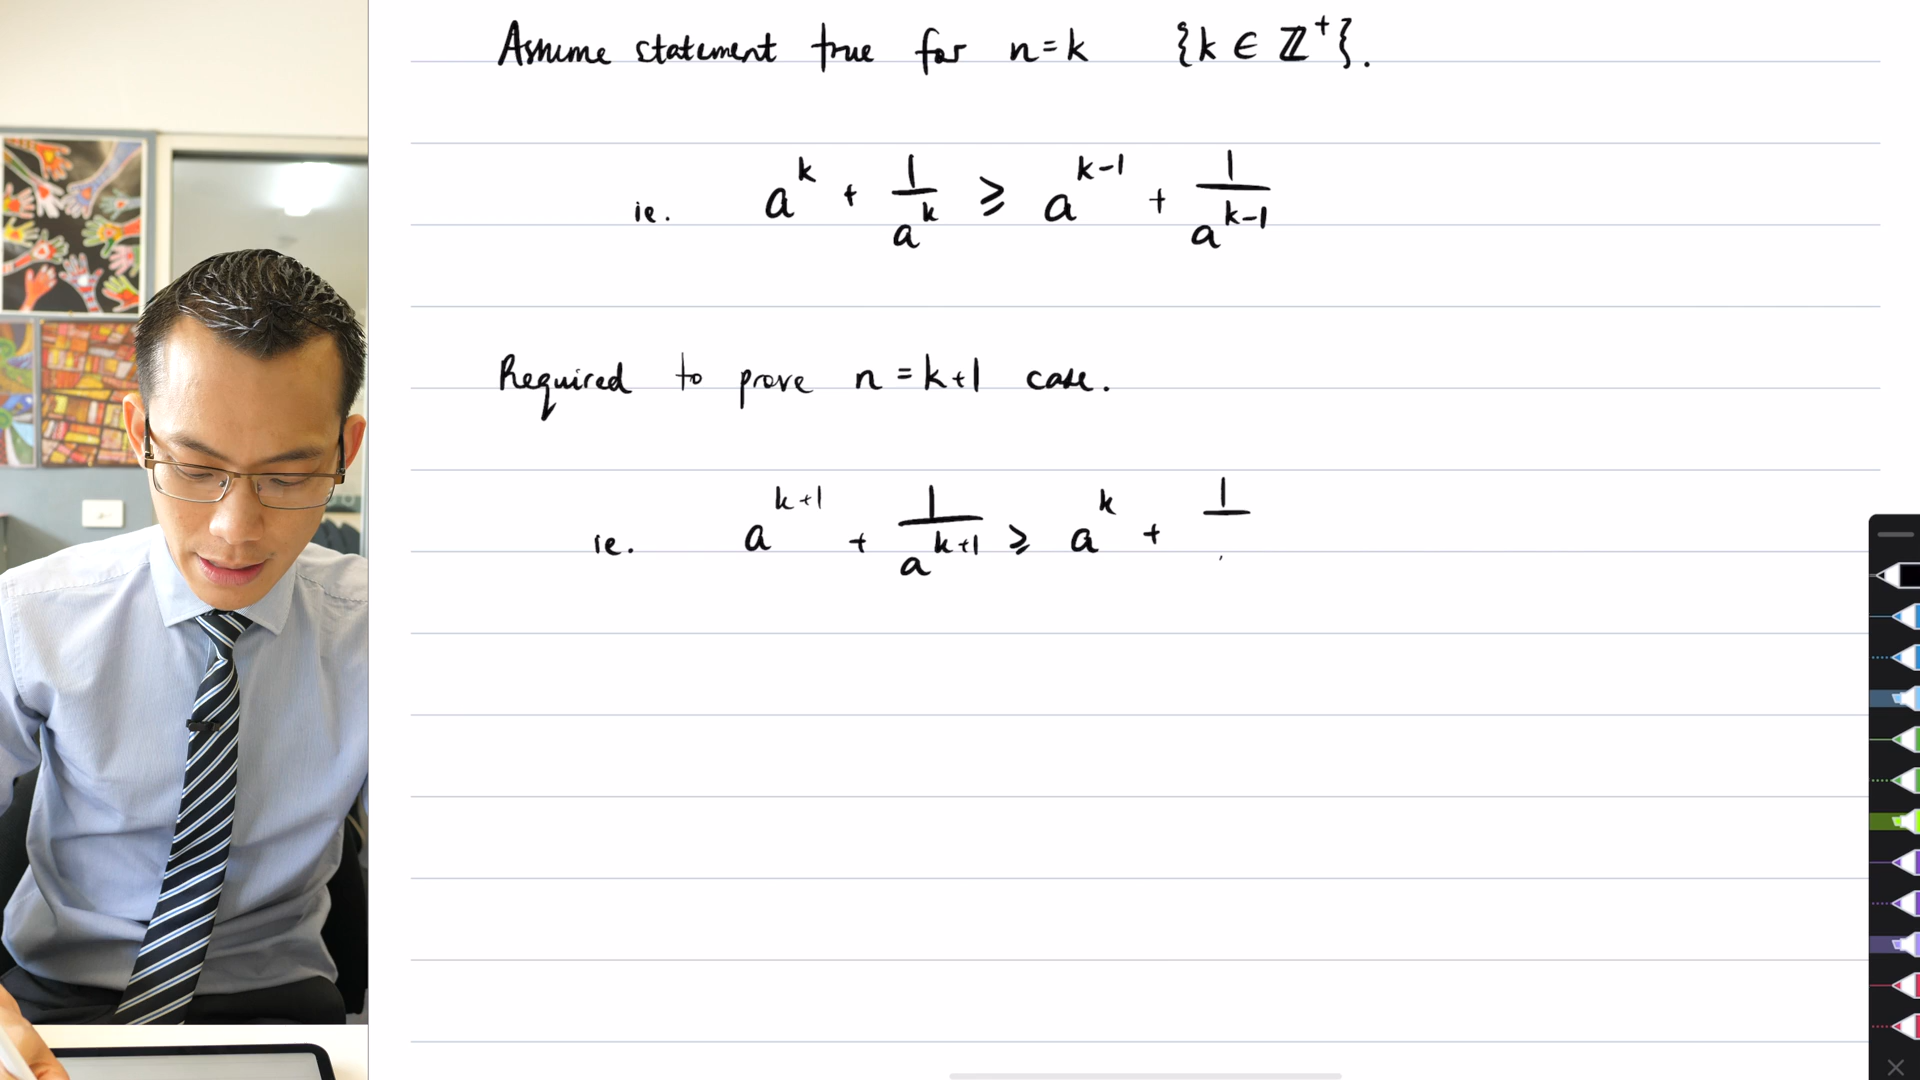 Assume statement true for n=k {k ∈ ℤ⁺}.
ie. a^k + 1/a^k ⩾ a^(k-1) + 1/a^(k-1)
Required to prove n=k+1 case.
ie. a^(k+1) + 1/a^(k+1) ⩾ a^k + 1/